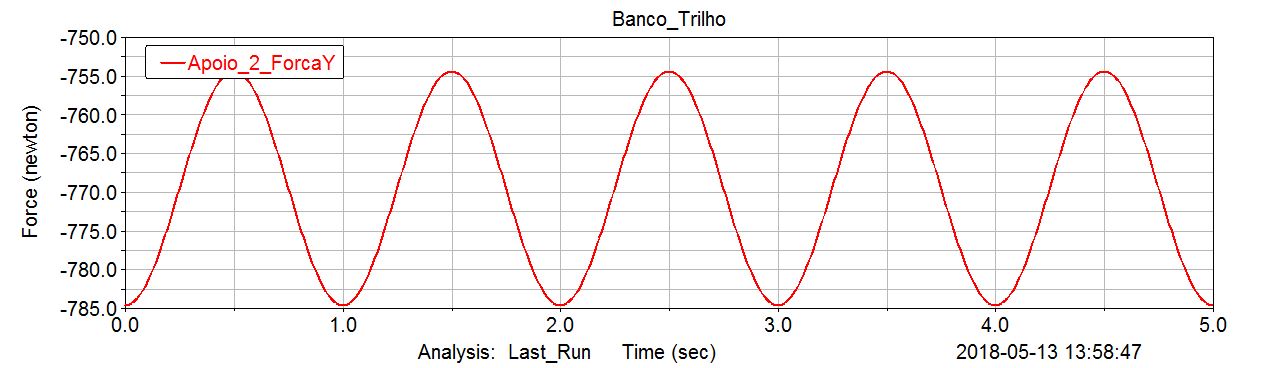 Banco_Trilho
Apoio_2_ForcaY
Force (newton)
-750.0
-755.0
-760.0
-765.0
-770.0
-775.0
-780.0
-785.0
0.0 1.0 2.0 3.0 4.0 5.0
Analysis: Last_Run Time (sec) 2018-05-13 13:58:47